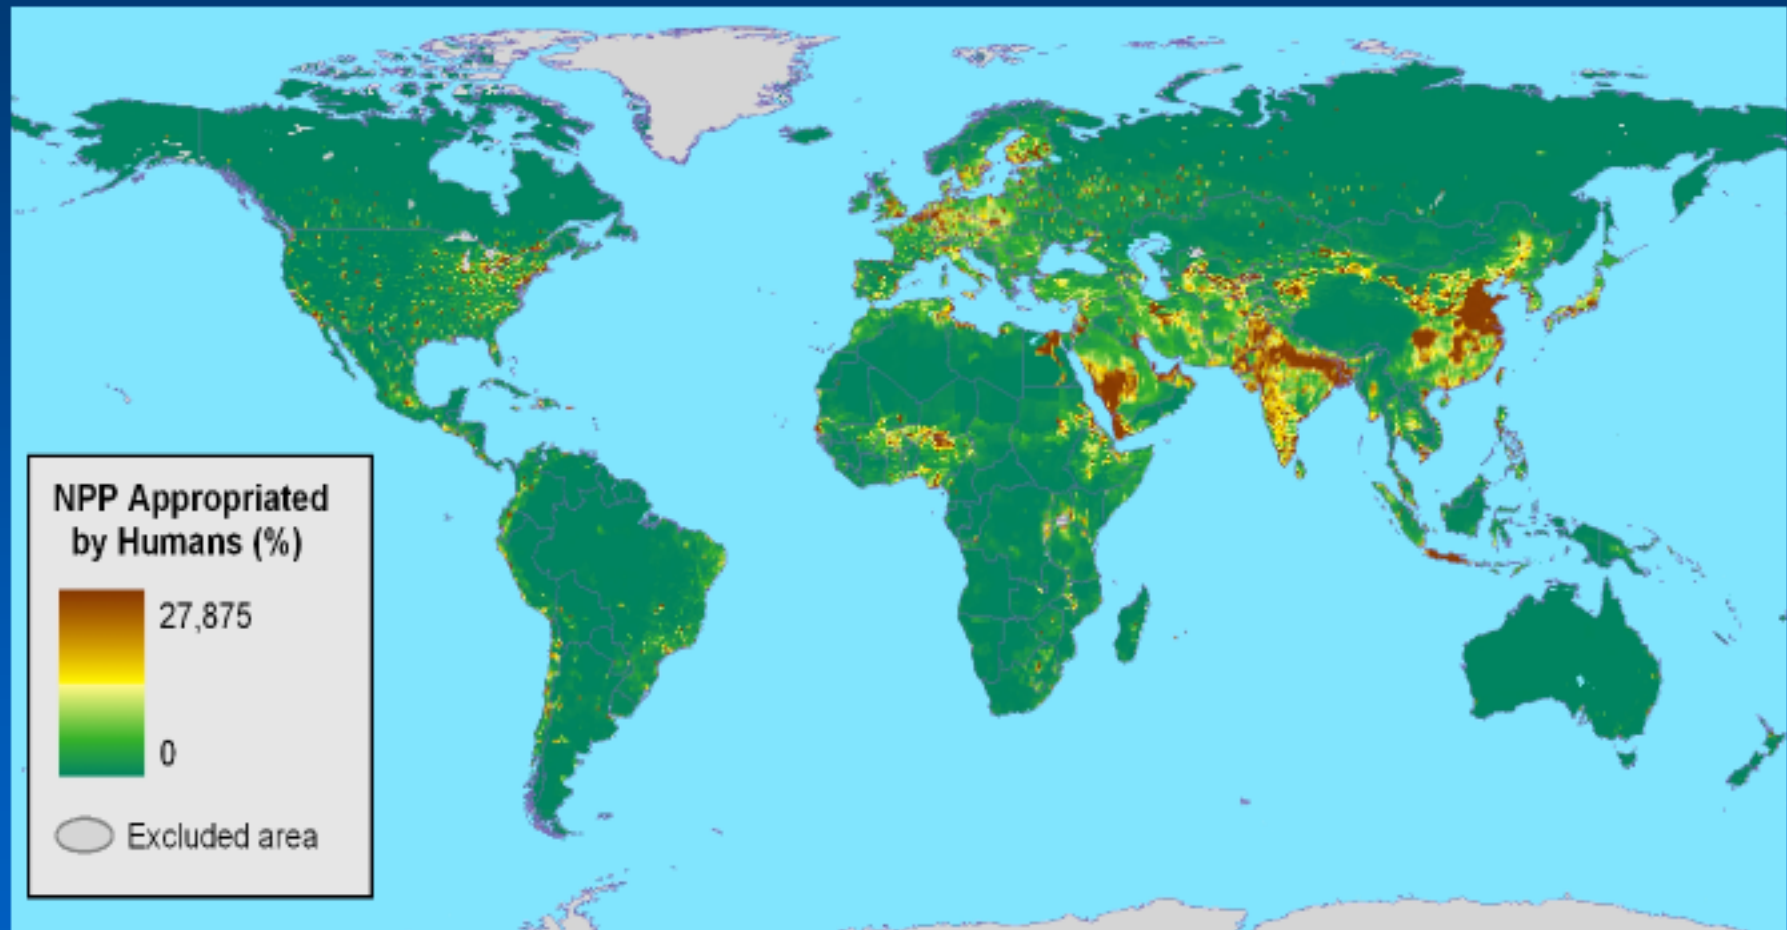 NPP Appropriated
by Humans (%)
27,875
0
Excluded area